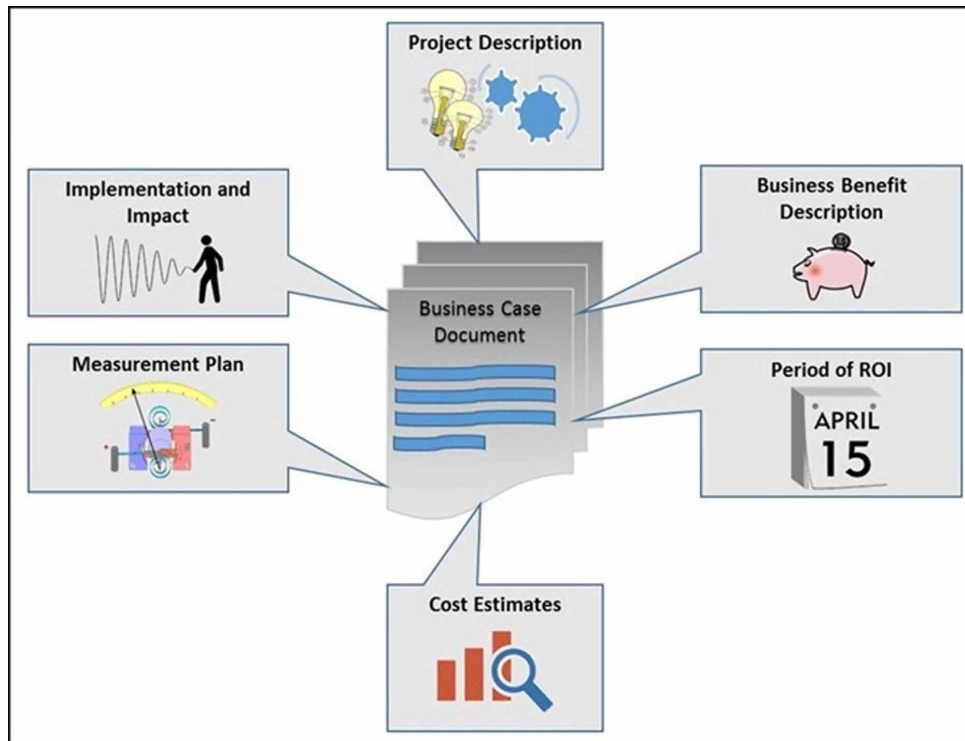 Project Description
Implementation and
Impact
Business Benefit
Description
Business Case
Document
Measurement Plan
Period of ROI
APRIL
15
Cost Estimates